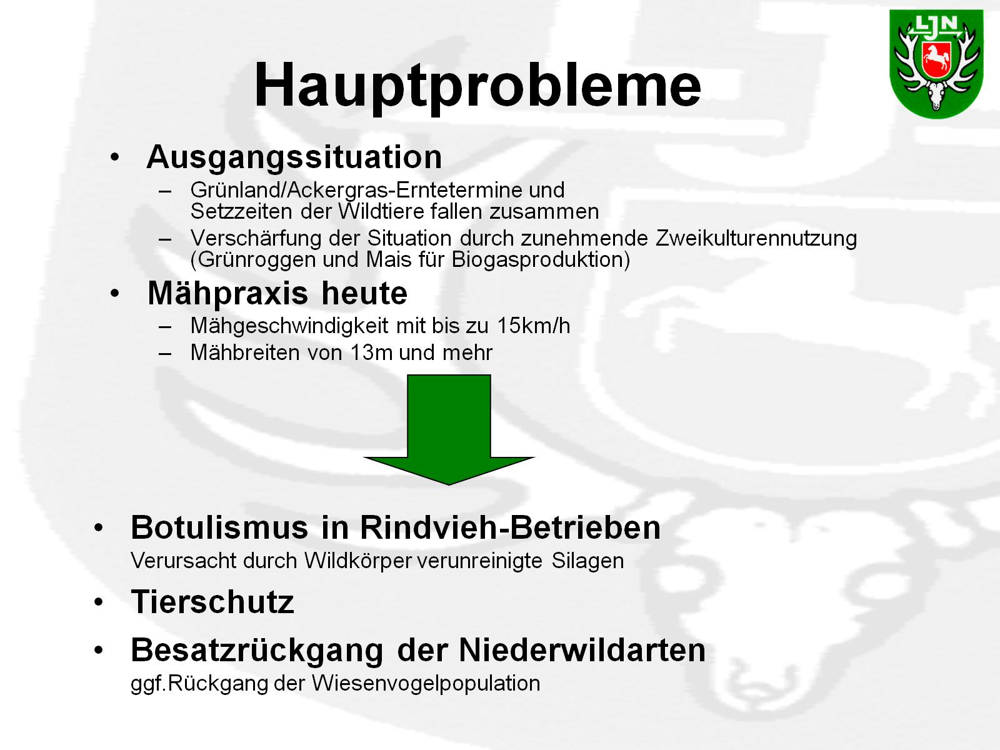 LJN
Hauptprobleme
• Ausgangssituation
– Grünland/Ackergras-Erntetermine und
Setzzeiten der Wildtiere fallen zusammen
– Verschärfung der Situation durch zunehmende Zweikulturennutzung
(Grünroggen und Mais für Biogasproduktion)
• Mähpraxis heute
– Mähgeschwindigkeit mit bis zu 15km/h
– Mähbreiten von 13m und mehr
• Botulismus in Rindvieh-Betrieben
Verursacht durch Wildkörper verunreinigte Silagen
• Tierschutz
• Besatzrückgang der Niederwildarten
ggf.Rückgang der Wiesenvogelpopulation